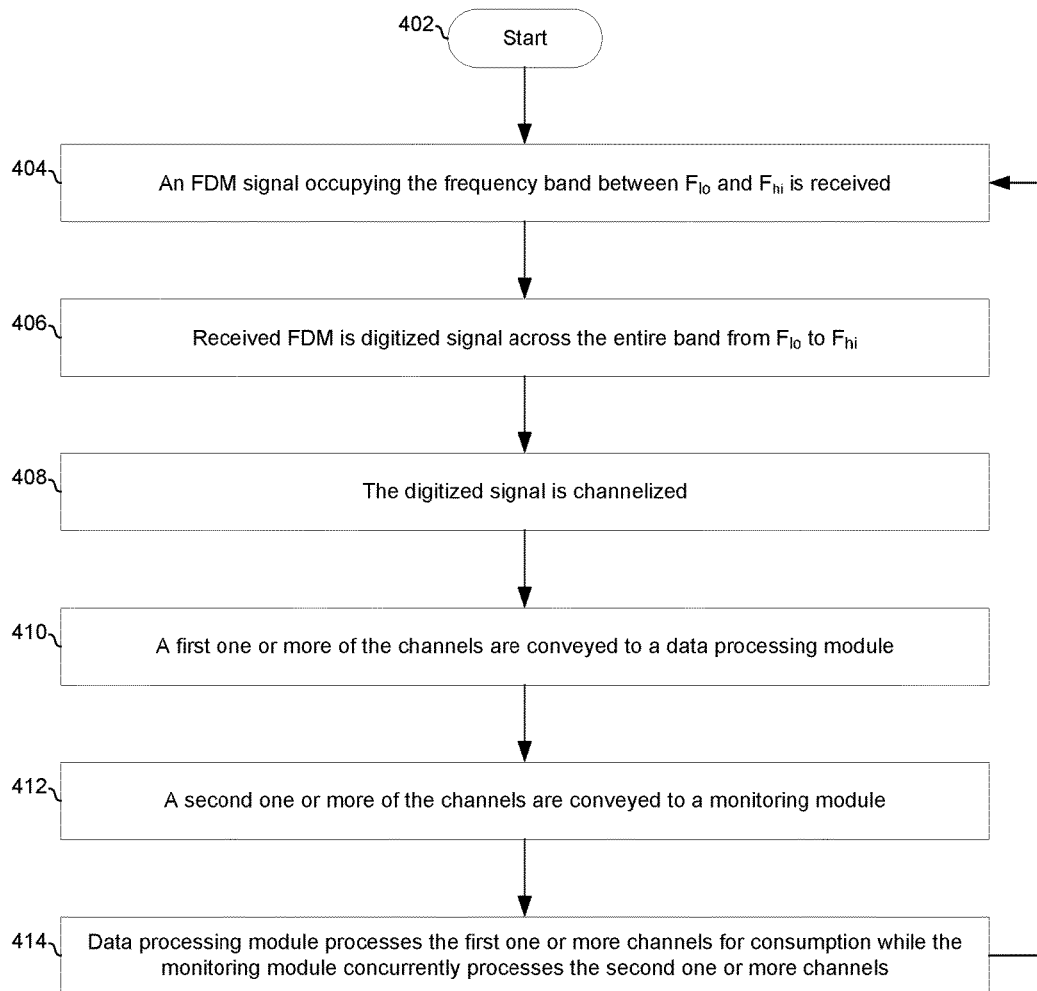 402
Start
404
An FDM signal occupying the frequency band between Flo and Fhi is received
406
Received FDM is digitized signal across the entire band from Flo to Fhi
408
The digitized signal is channelized
410
A first one or more of the channels are conveyed to a data processing module
412
A second one or more of the channels are conveyed to a monitoring module
414
Data processing module processes the first one or more channels for consumption while the
monitoring module concurrently processes the second one or more channels